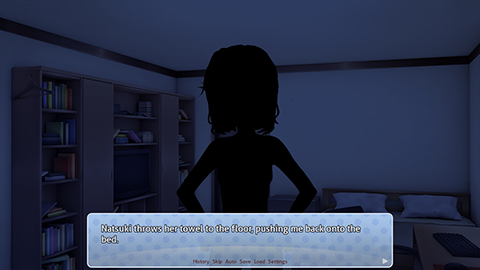 Natsuki throws her towel to the floor, pushing me back onto the
bed.
History Skip Auto Save Load Settings